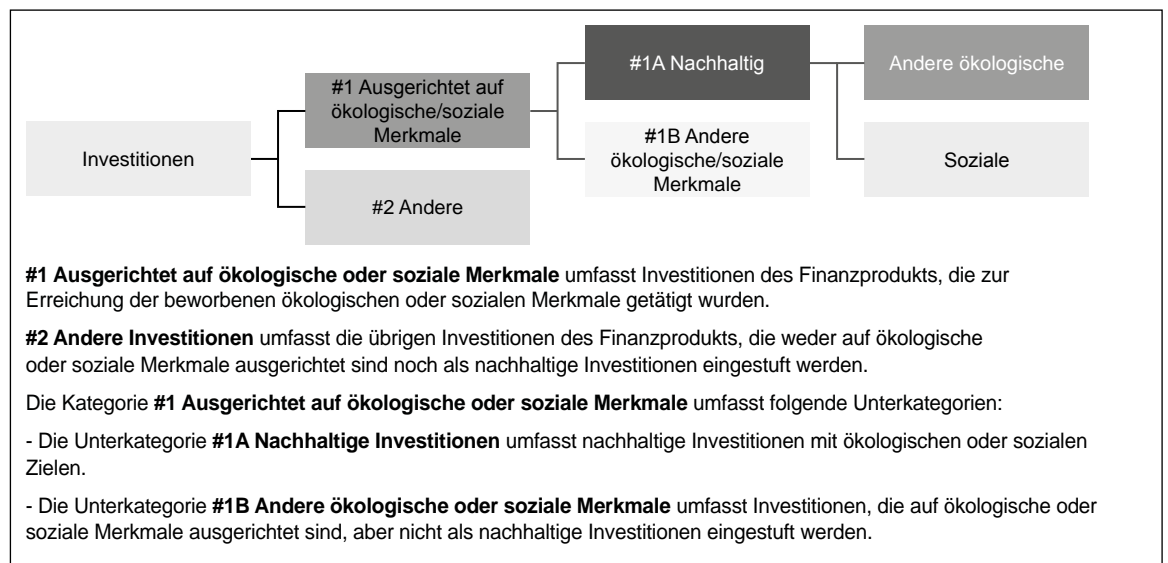 Investitionen
#1 Ausgerichtet auf
ökologische/soziale
Merkmale
#2 Andere
#1A Nachhaltig
#1B Andere
ökologische/soziale
Merkmale
Andere ökologische
Soziale
#1 Ausgerichtet auf ökologische oder soziale Merkmale umfasst Investitionen des Finanzprodukts, die zur
Erreichung der beworbenen ökologischen oder sozialen Merkmale getätigt wurden.
#2 Andere Investitionen umfasst die übrigen Investitionen des Finanzprodukts, die weder auf ökologische
oder soziale Merkmale ausgerichtet sind noch als nachhaltige Investitionen eingestuft werden.
Die Kategorie #1 Ausgerichtet auf ökologische oder soziale Merkmale umfasst folgende Unterkategorien:
- Die Unterkategorie #1A Nachhaltige Investitionen umfasst nachhaltige Investitionen mit ökologischen oder sozialen
Zielen.
- Die Unterkategorie #1B Andere ökologische oder soziale Merkmale umfasst Investitionen, die auf ökologische oder
soziale Merkmale ausgerichtet sind, aber nicht als nachhaltige Investitionen eingestuft werden.